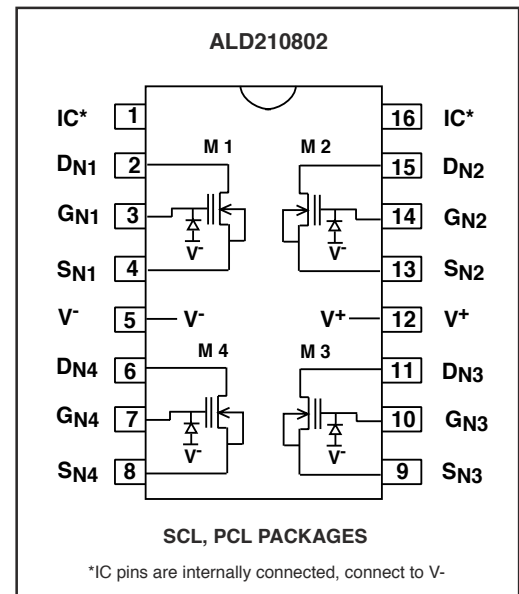 ALD210802
IC* 1 16 IC*
M 1 M 2
DN1 2 15 DN2
GN1 3 14 GN2
V- V-
SN1 4 13 SN2
V- 5 V- V+ 12 V+
M 4 M 3
DN4 6 11 DN3
GN4 7 10 GN3
V- V-
SN4 8 9 SN3
SCL, PCL PACKAGES
*IC pins are internally connected, connect to V-